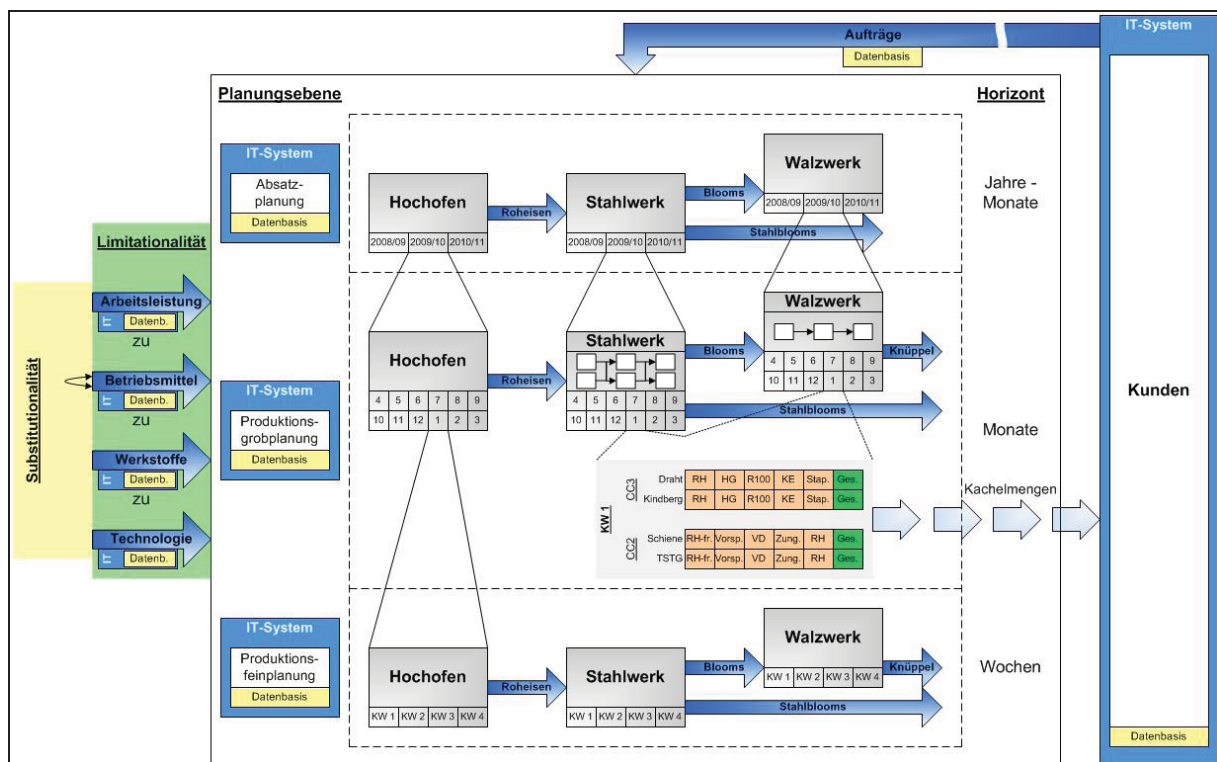 Aufträge
Datenbasis
IT-System
Kunden
Datenbasis
Planungsebene
Horizont
Substitutionalität
Limitationalität
Arbeitsleistung
IT Datenb.
zu
Betriebsmittel
IT Datenb.
zu
Werkstoffe
IT Datenb.
zu
Technologie
IT Datenb.
IT-System
Absatz-
planung
Datenbasis
Hochofen
2008/09 2009/10 2010/11
Roheisen
Stahlwerk
2008/09 2009/10 2010/11
Blooms
Walzwerk
2008/09 2009/10 2010/11
Stahlblooms
Jahre -
Monate
IT-System
Produktions-
grobplanung
Datenbasis
Hochofen
4 5 6 7 8 9
10 11 12 1 2 3
Roheisen
Stahlwerk
4 5 6 7 8 9
10 11 12 1 2 3
Blooms
Walzwerk
4 5 6 7 8 9
10 11 12 1 2 3
Knüppel
Stahlblooms
Monate
KW 1
CC3
Draht RH HG R100 KE Stap. Ges.
Kindberg RH HG R100 KE Stap. Ges.
CC2
Schiene RH-fr. Vorsp. VD Zung. RH Ges.
TSTG RH-fr. Vorsp. VD Zung. RH Ges.
Kachelmengen
IT-System
Produktions-
feinplanung
Datenbasis
Hochofen
KW 1 KW 2 KW 3 KW 4
Roheisen
Stahlwerk
KW 1 KW 2 KW 3 KW 4
Blooms
Walzwerk
KW 1 KW 2 KW 3 KW 4
Knüppel
Stahlblooms
Wochen